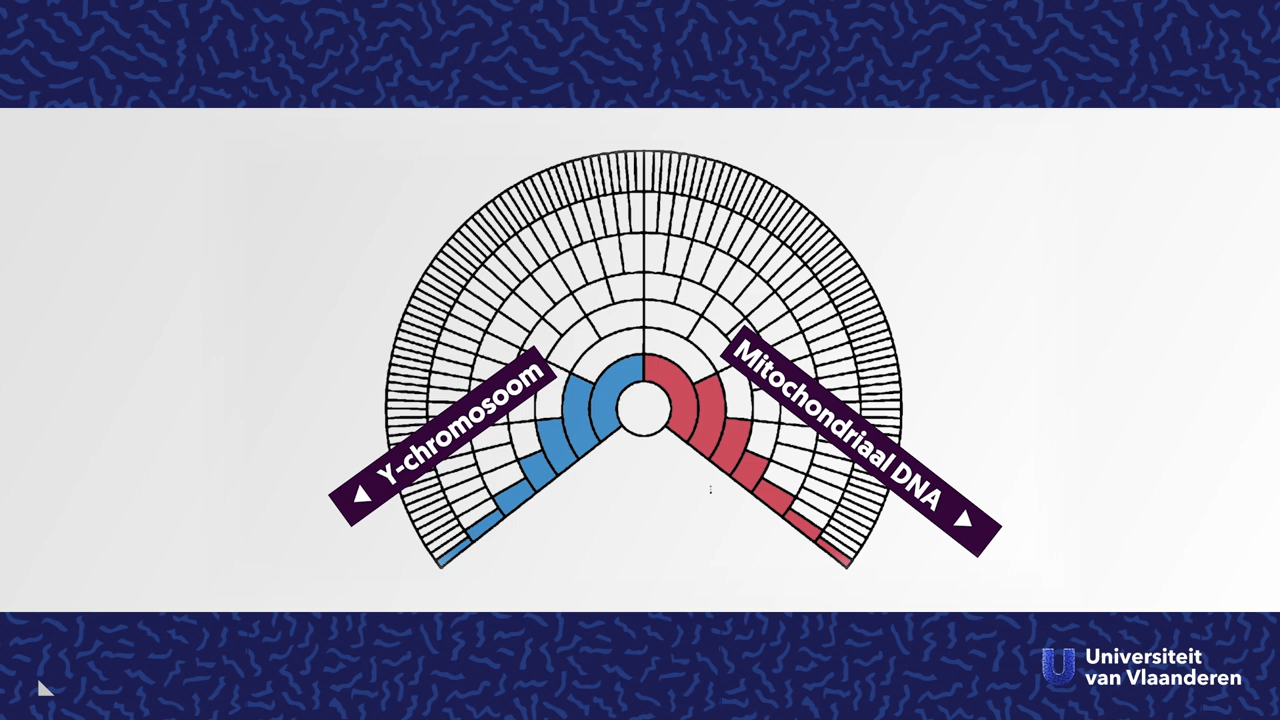 ◀ Y-chromosoom
Mitochondriaal DNA ▶
Universiteit
van Vlaanderen